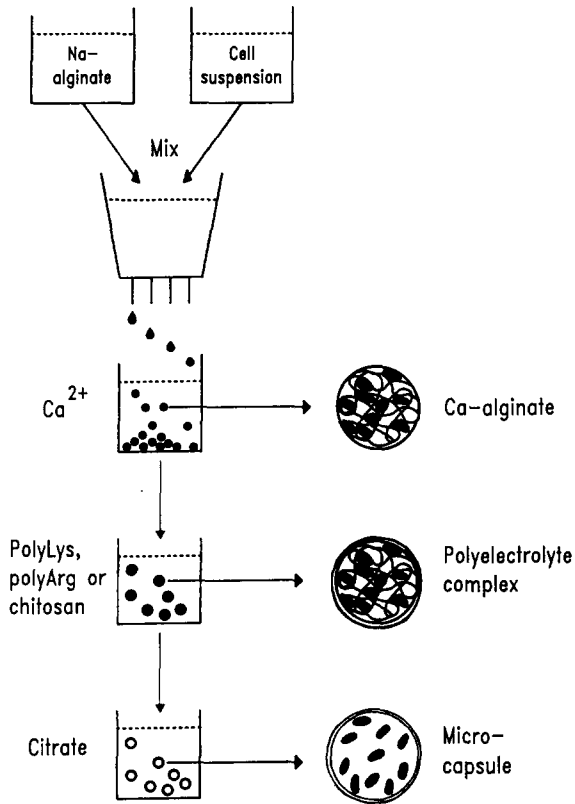 Na-
alginate
Cell
suspension
Mix
Ca2+
Ca-alginate
PolyLys,
polyArg or
chitosan
Polyelectrolyte
complex
Citrate
Micro-
capsule